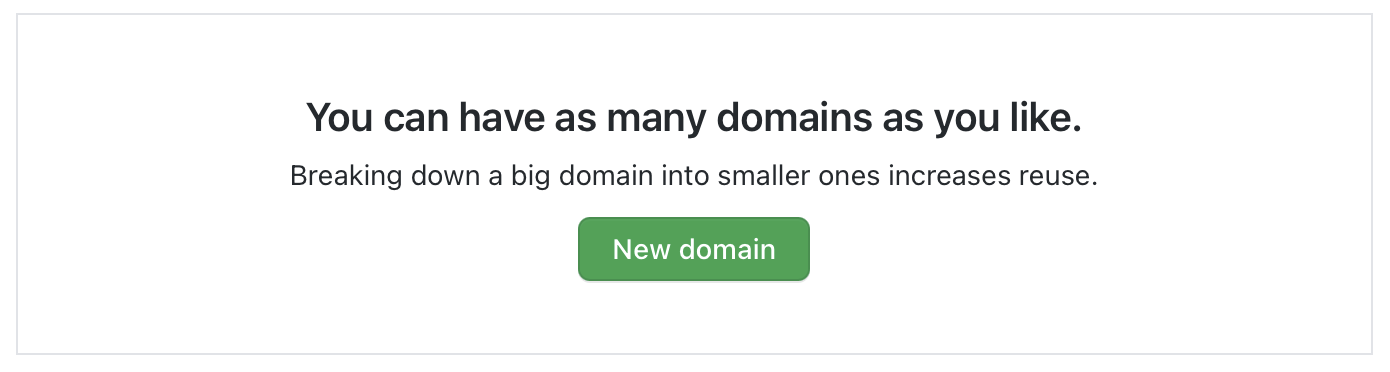 You can have as many domains as you like.
Breaking down a big domain into smaller ones increases reuse.
New domain